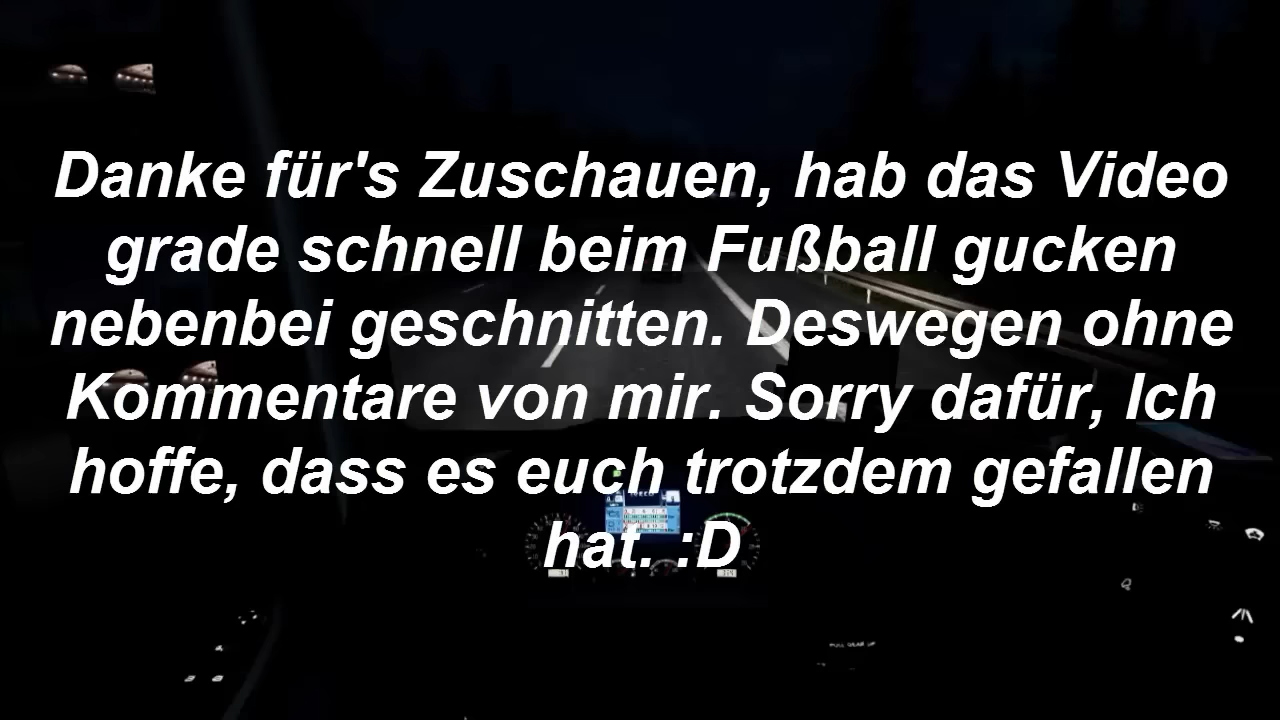 Danke für's Zuschauen, hab das Video
grade schnell beim Fußball gucken
nebenbei geschnitten. Deswegen ohne
Kommentare von mir. Sorry dafür, Ich
hoffe, dass es euch trotzdem gefallen
hat. :D
IVECO